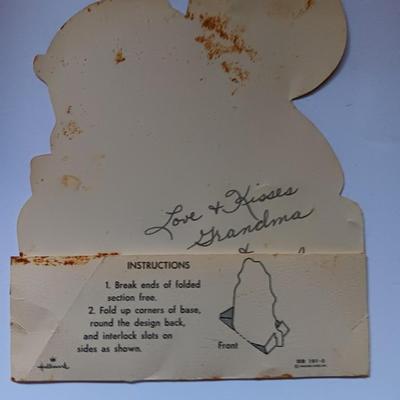 Love & Kisses
Grandma
&
INSTRUCTIONS
1. Break ends of folded
section free.
2. Fold up corners of base,
round the design back,
and interlock slots on
sides as shown.
Front
Hallmark